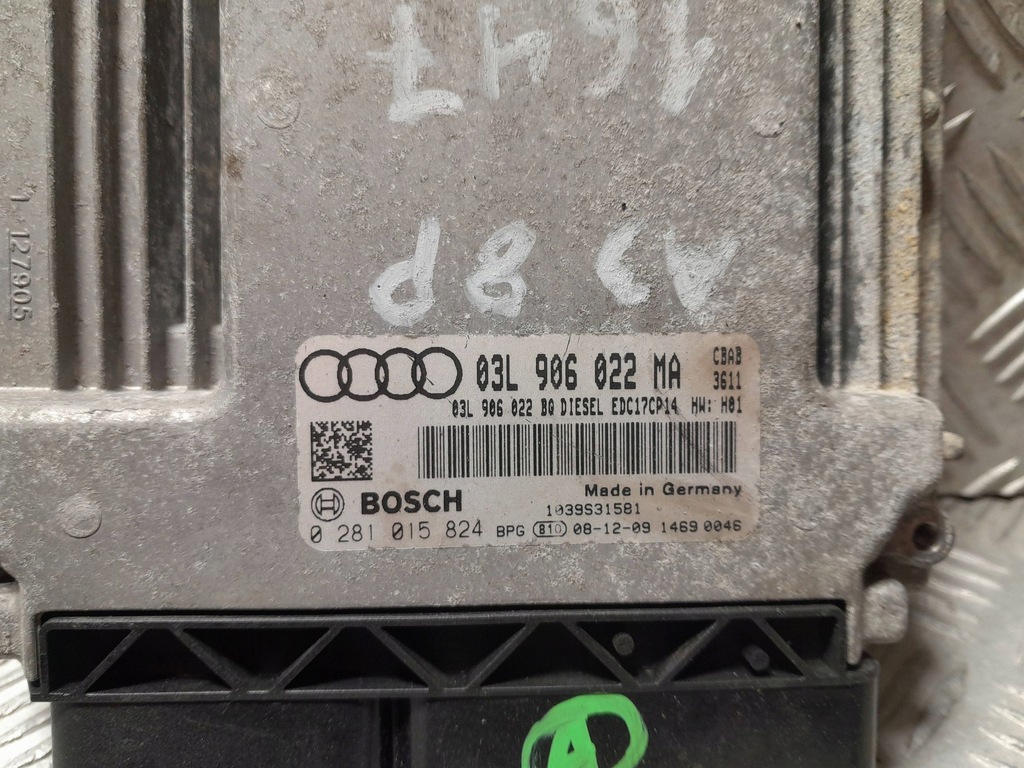 1647
A3 8P
1 127905
03L 906 022 MA CBAB
3611
03L 906 022 BQ DIESEL EDC17CP14 HW: H01
Made in Germany
BOSCH
1039S31581
0 281 015 824 BPG 810 08-12-09 1469 0046
A